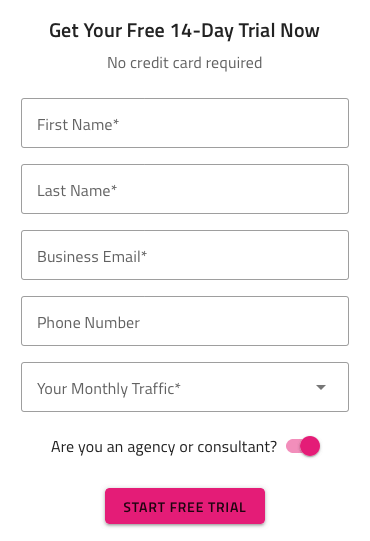 Get Your Free 14-Day Trial Now
No credit card required
First Name*
Last Name*
Business Email*
Phone Number
Your Monthly Traffic*
Are you an agency or consultant?
START FREE TRIAL